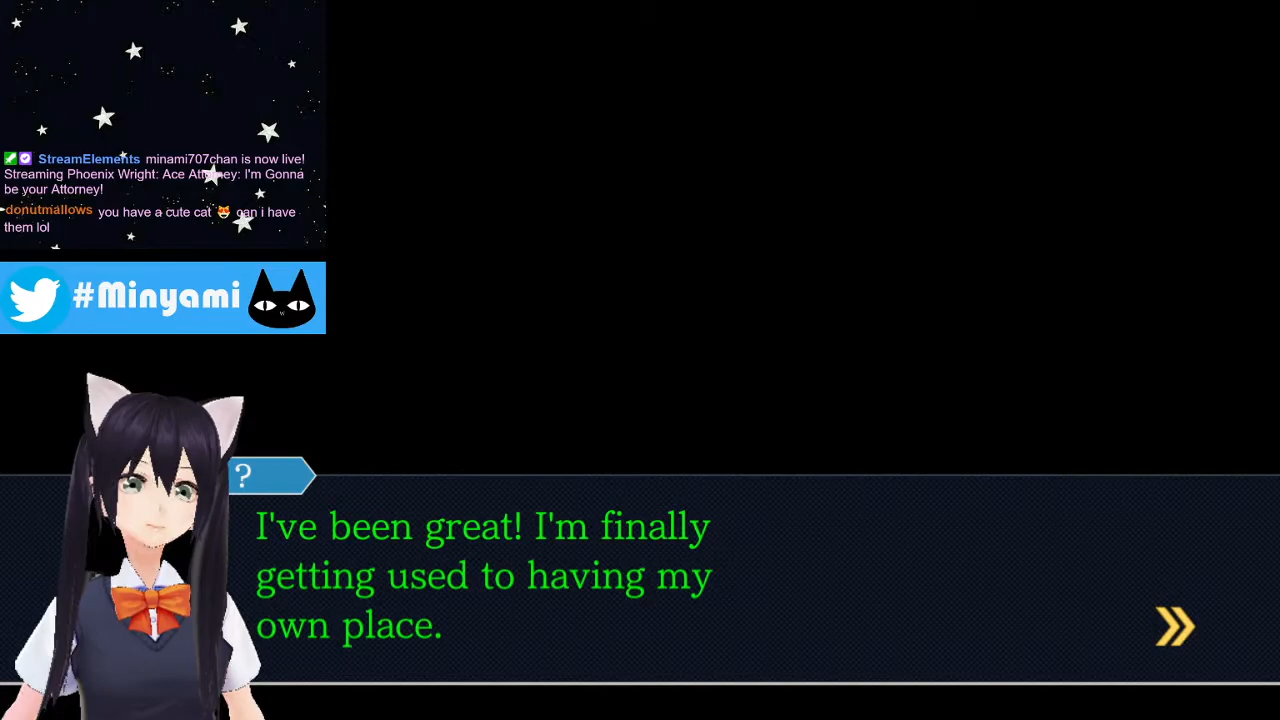 StreamElements minami707chan is now live!
Streaming Phoenix Wright: Ace Attorney: I'm Gonna
be your Attorney!
donutmallows you have a cute cat 😻 can i have
them lol
#Minyami
w
?
I've been great! I'm finally
getting used to having my
own place.